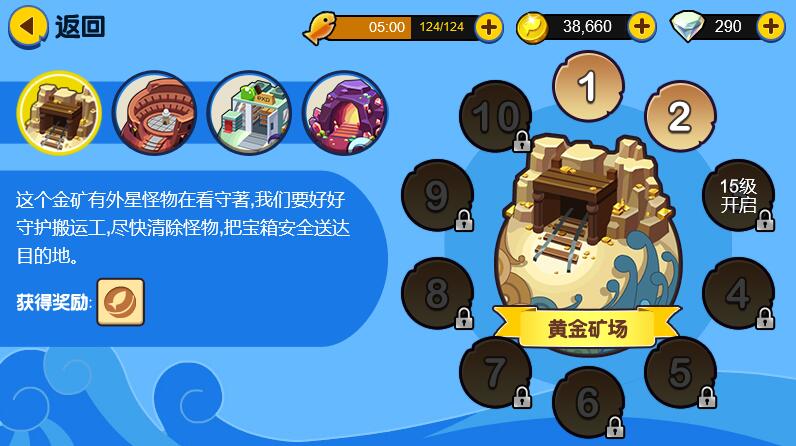 返回
05:00
124/124
38,660
290
exp
这个金矿有外星怪物在看守著,我们要好好
守护搬运工,尽快清除怪物,把宝箱安全送达
目的地。
获得奖励:
1
2
15级
开启
4
5
6
7
8
9
10
黄金矿场